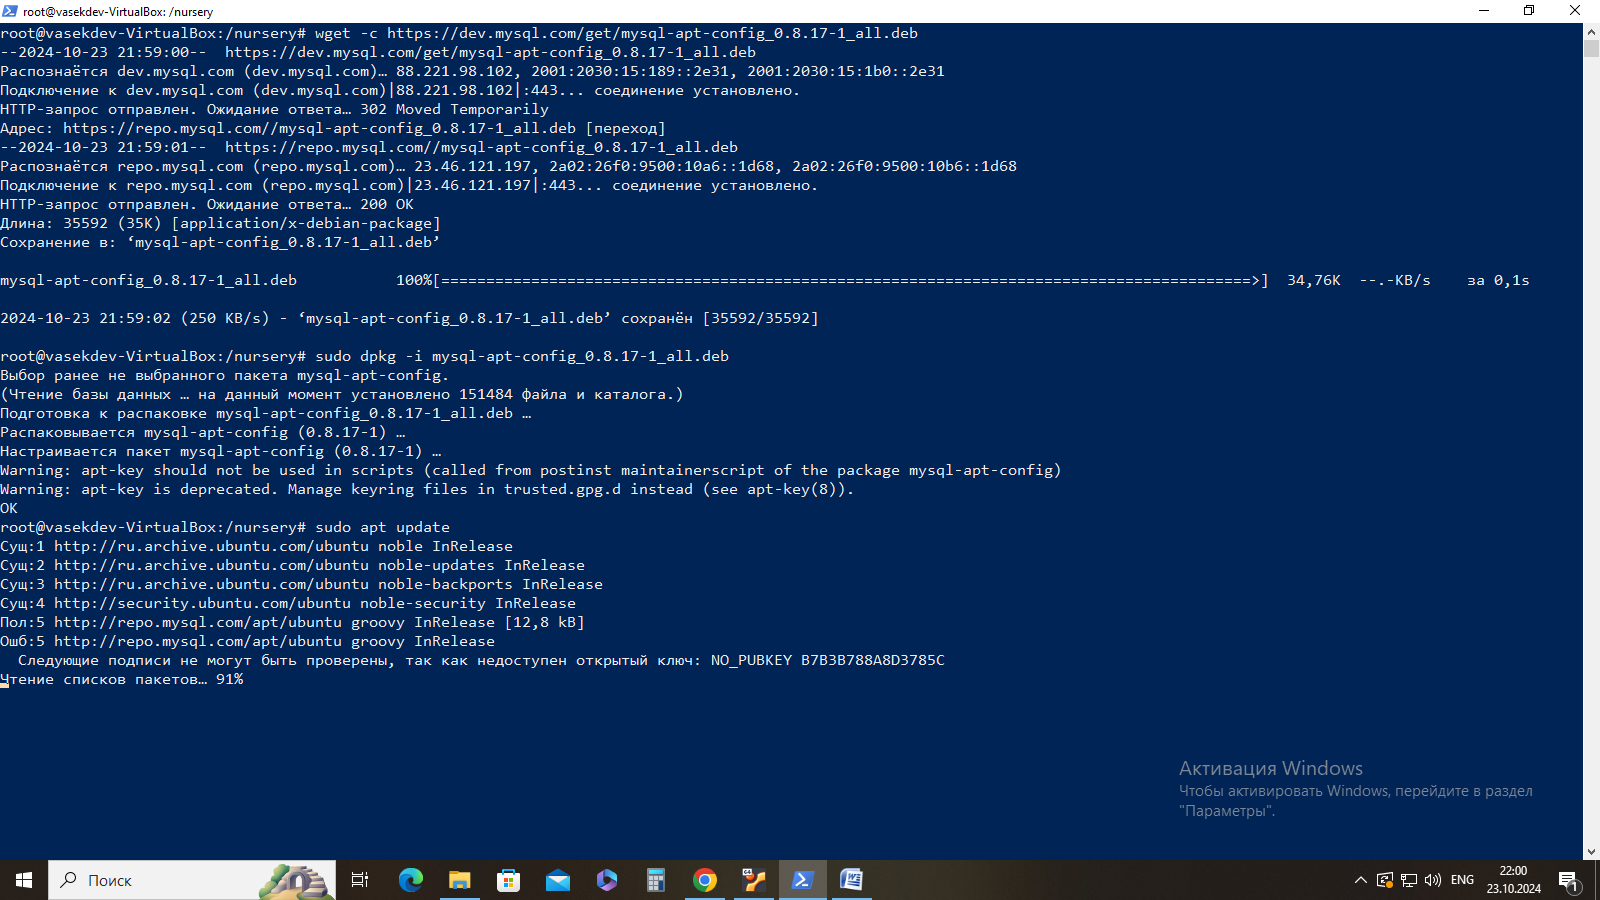 root@vasekdev-VirtualBox: /nursery
root@vasekdev-VirtualBox:/nursery# wget -c https://dev.mysql.com/get/mysql-apt-config_0.8.17-1_all.deb
--2024-10-23 21:59:00--  https://dev.mysql.com/get/mysql-apt-config_0.8.17-1_all.deb
Распознаётся dev.mysql.com (dev.mysql.com)… 88.221.98.102, 2001:2030:15:189::2e31, 2001:2030:15:1b0::2e31
Подключение к dev.mysql.com (dev.mysql.com)|88.221.98.102|:443... соединение установлено.
HTTP-запрос отправлен. Ожидание ответа… 302 Moved Temporarily
Адрес: https://repo.mysql.com//mysql-apt-config_0.8.17-1_all.deb [переход]
--2024-10-23 21:59:01--  https://repo.mysql.com//mysql-apt-config_0.8.17-1_all.deb
Распознаётся repo.mysql.com (repo.mysql.com)… 23.46.121.197, 2a02:26f0:9500:10a6::1d68, 2a02:26f0:9500:10b6::1d68
Подключение к repo.mysql.com (repo.mysql.com)|23.46.121.197|:443... соединение установлено.
HTTP-запрос отправлен. Ожидание ответа… 200 OK
Длина: 35592 (35K) [application/x-debian-package]
Сохранение в: ‘mysql-apt-config_0.8.17-1_all.deb’
mysql-apt-config_0.8.17-1_all.deb 100%[==========================================================================================>] 34,76K --.-KB/s за 0,1s
2024-10-23 21:59:02 (250 KB/s) - ‘mysql-apt-config_0.8.17-1_all.deb’ сохранён [35592/35592]
root@vasekdev-VirtualBox:/nursery# sudo dpkg -i mysql-apt-config_0.8.17-1_all.deb
Выбор ранее не выбранного пакета mysql-apt-config.
(Чтение базы данных … на данный момент установлено 151484 файла и каталога.)
Подготовка к распаковке mysql-apt-config_0.8.17-1_all.deb …
Распаковывается mysql-apt-config (0.8.17-1) …
Настраивается пакет mysql-apt-config (0.8.17-1) …
Warning: apt-key should not be used in scripts (called from postinst maintainerscript of the package mysql-apt-config)
Warning: apt-key is deprecated. Manage keyring files in trusted.gpg.d instead (see apt-key(8)).
OK
root@vasekdev-VirtualBox:/nursery# sudo apt update
Сущ:1 http://ru.archive.ubuntu.com/ubuntu noble InRelease
Сущ:2 http://ru.archive.ubuntu.com/ubuntu noble-updates InRelease
Сущ:3 http://ru.archive.ubuntu.com/ubuntu noble-backports InRelease
Сущ:4 http://security.ubuntu.com/ubuntu noble-security InRelease
Пол:5 http://repo.mysql.com/apt/ubuntu groovy InRelease [12,8 kB]
Ошб:5 http://repo.mysql.com/apt/ubuntu groovy InRelease
Следующие подписи не могут быть проверены, так как недоступен открытый ключ: NO_PUBKEY B7B3B788A8D3785C
Чтение списков пакетов… 91%
Активация Windows
Чтобы активировать Windows, перейдите в раздел
"Параметры".
Поиск
ENG
22:00
23.10.2024
1